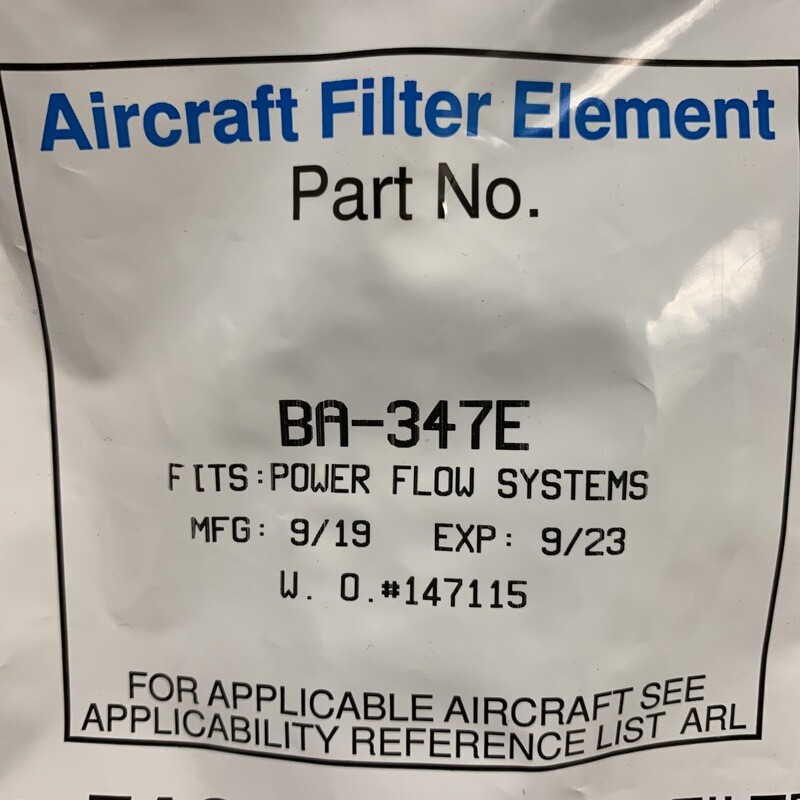 Aircraft Filter Element
Part No.
BA-347E
FITS:POWER FLOW SYSTEMS
MFG: 9/19 EXP: 9/23
W. O.#147115
FOR APPLICABLE AIRCRAFT SEE
APPLICABILITY REFERENCE LIST ARL